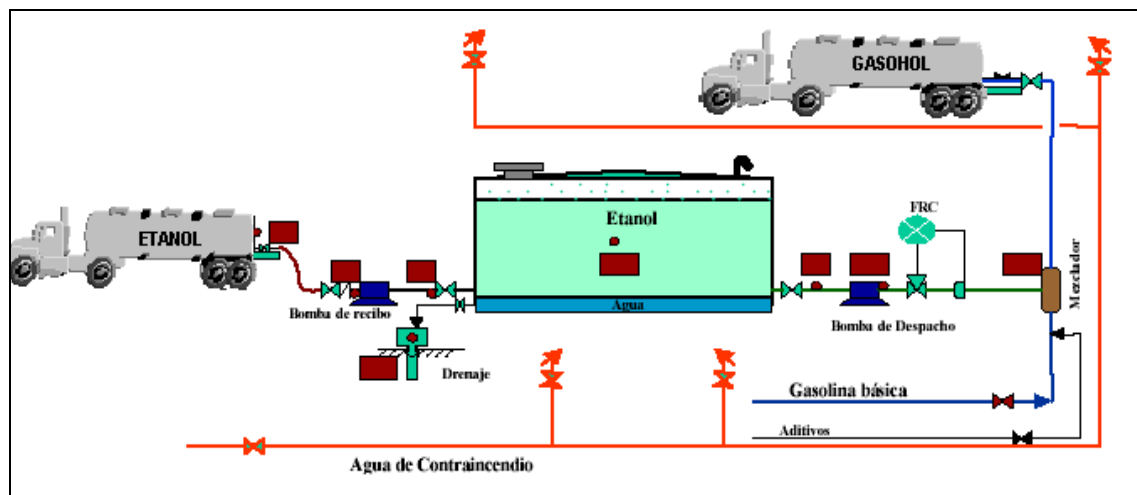 GASOHOL
ETANOL
Etanol
FRC
Mezclador
Bomba de recibo
Agua
Bomba de Despacho
Drenaje
Gasolina básica
Aditivos
Agua de Contraincendio